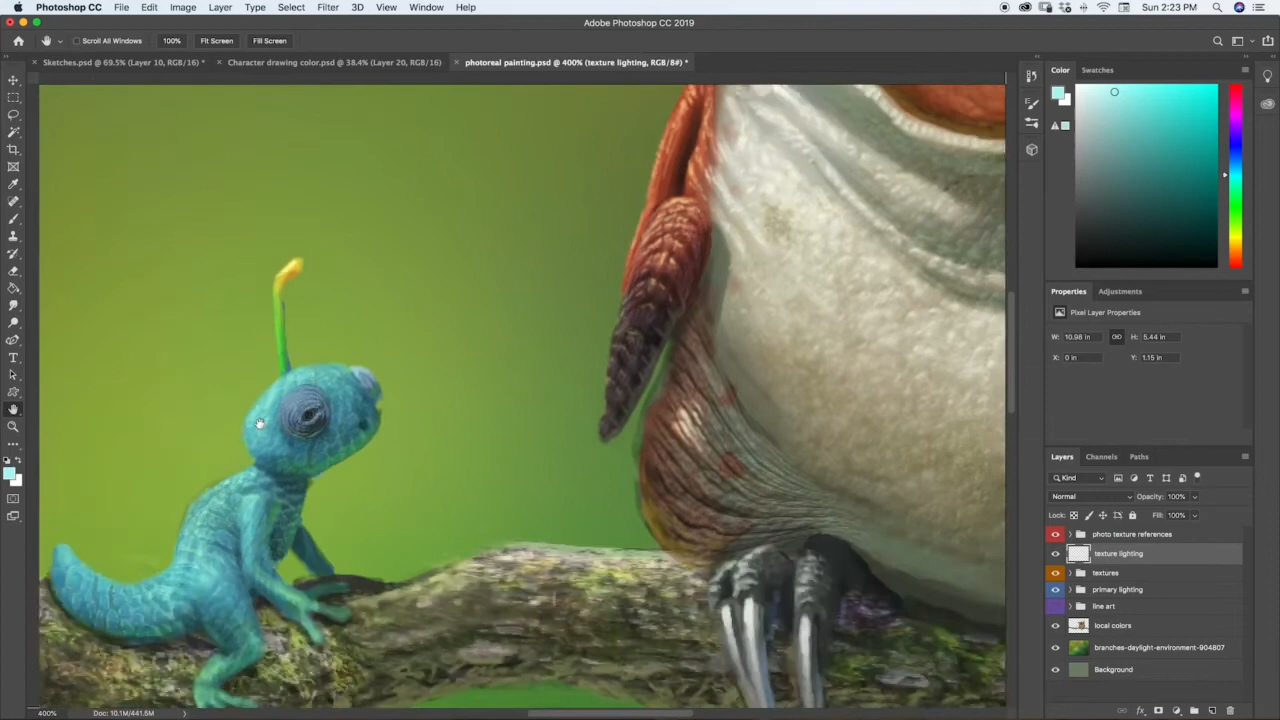 Photoshop CC File Edit Image Layer Type Select Filter 3D View Window Help Sun 2:23 PM
Adobe Photoshop CC 2019
Scroll All Windows 100% Fit Screen Fill Screen
Sketches.psd @ 69.5% (Layer 10, RGB/16) * Character drawing color.psd @ 38.4% (Layer 20, RGB/16) photoreal painting.psd @ 400% (texture lighting, RGB/8#) *
Color Swatches
Properties Adjustments
Pixel Layer Properties
W: 10.98 in H: 5.44 in
X: 0 in Y: 1.15 in
Layers Channels Paths
Kind
Normal Opacity: 100%
Lock: Fill: 100%
photo texture references
texture lighting
textures
primary lighting
line art
local colors
branches-daylight-environment-904807
Background
400% Doc: 10.1M/441.5M